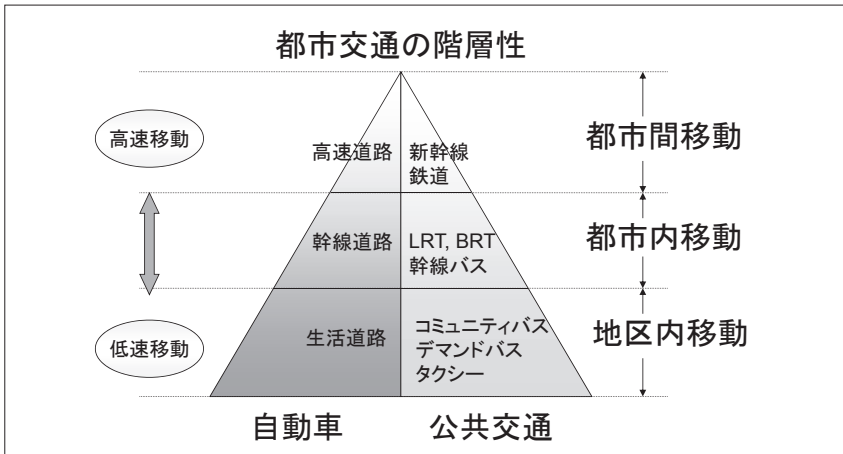 都市交通の階層性
高速移動
高速道路
新幹線
鉄道
都市間移動
幹線道路
LRT, BRT
幹線バス
都市内移動
低速移動
生活道路
コミュニティバス
デマンドバス
タクシー
地区内移動
自動車
公共交通